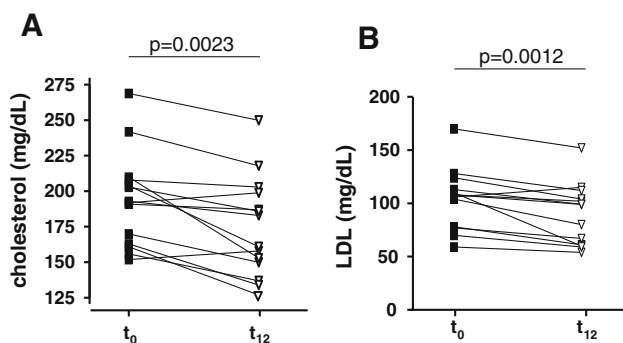 A
p=0.0023
cholesterol (mg/dL)
275
250
225
200
175
150
125
t0
t12
B
p=0.0012
LDL (mg/dL)
200
150
100
50
0
t0
t12